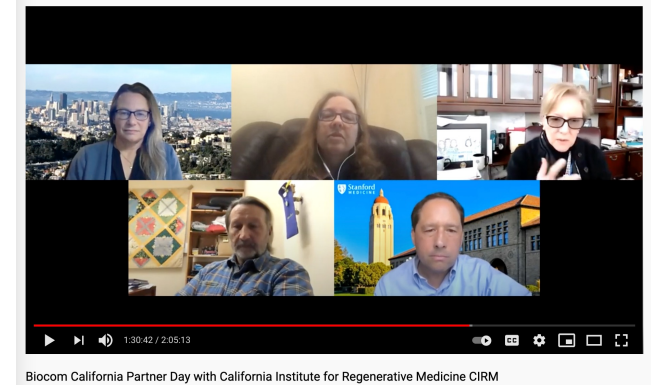 Stanford
MEDICINE
1:30:42 / 2:05:13
CC
Biocom California Partner Day with California Institute for Regenerative Medicine CIRM